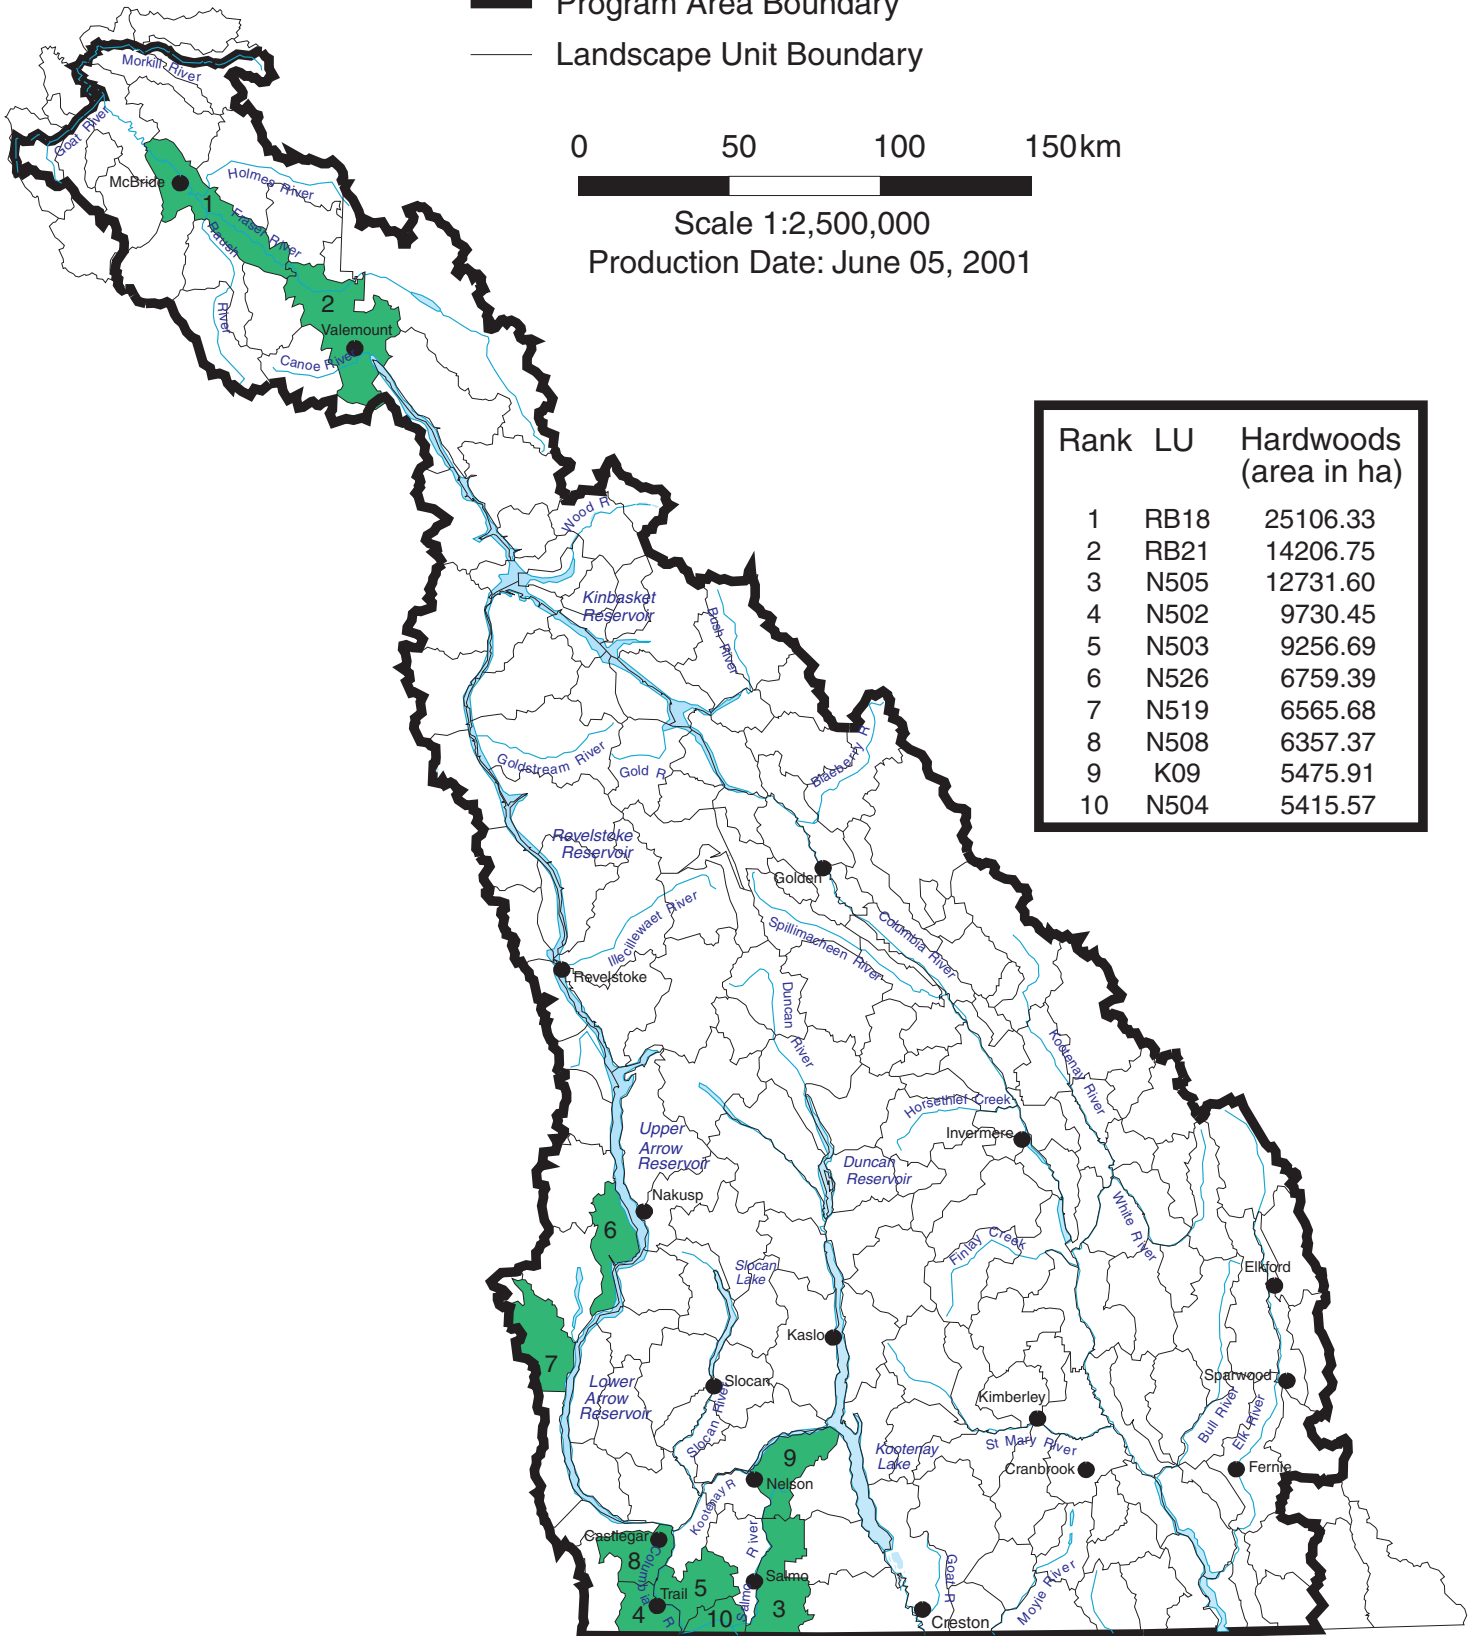 Program Area Boundary
Landscape Unit Boundary
0 50 100 150 km
Scale 1:2,500,000
Production Date: June 05, 2001
Rank LU Hardwoods
(area in ha)
1 RB18 25106.33
2 RB21 14206.75
3 N505 12731.60
4 N502 9730.45
5 N503 9256.69
6 N526 6759.39
7 N519 6565.68
8 N508 6357.37
9 K09 5475.91
10 N504 5415.57
Morkill River
Goat River
McBride
Holmes River
1
Fraser River
Raush
River
2
Valemount
Canoe River
Wood R
Kinbasket
Reservoir
Bush River
Goldstream River
Gold R
Blaeberry R
Revelstoke
Reservoir
Golden
Illecillewaet River
Spillimacheen River
Columbia River
Revelstoke
Duncan
River
Kootenay River
Horsethief Creek
Invermere
Upper
Arrow
Reservoir
Duncan
Reservoir
Nakusp
White River
6
Finlay Creek
Slocan
Lake
Elkford
Kaslo
7
Lower
Arrow
Reservoir
Slocan
Sparwood
Kimberley
Slocan River
Bull River
Elk River
St Mary River
Kootenay
Lake
9
Cranbrook
Fernie
Nelson
Kootenay R
Castlegar
River
8
Columbia
R
Salmo
Salmo
Trail
5
4
10
3
Goat R
Moyie River
Creston